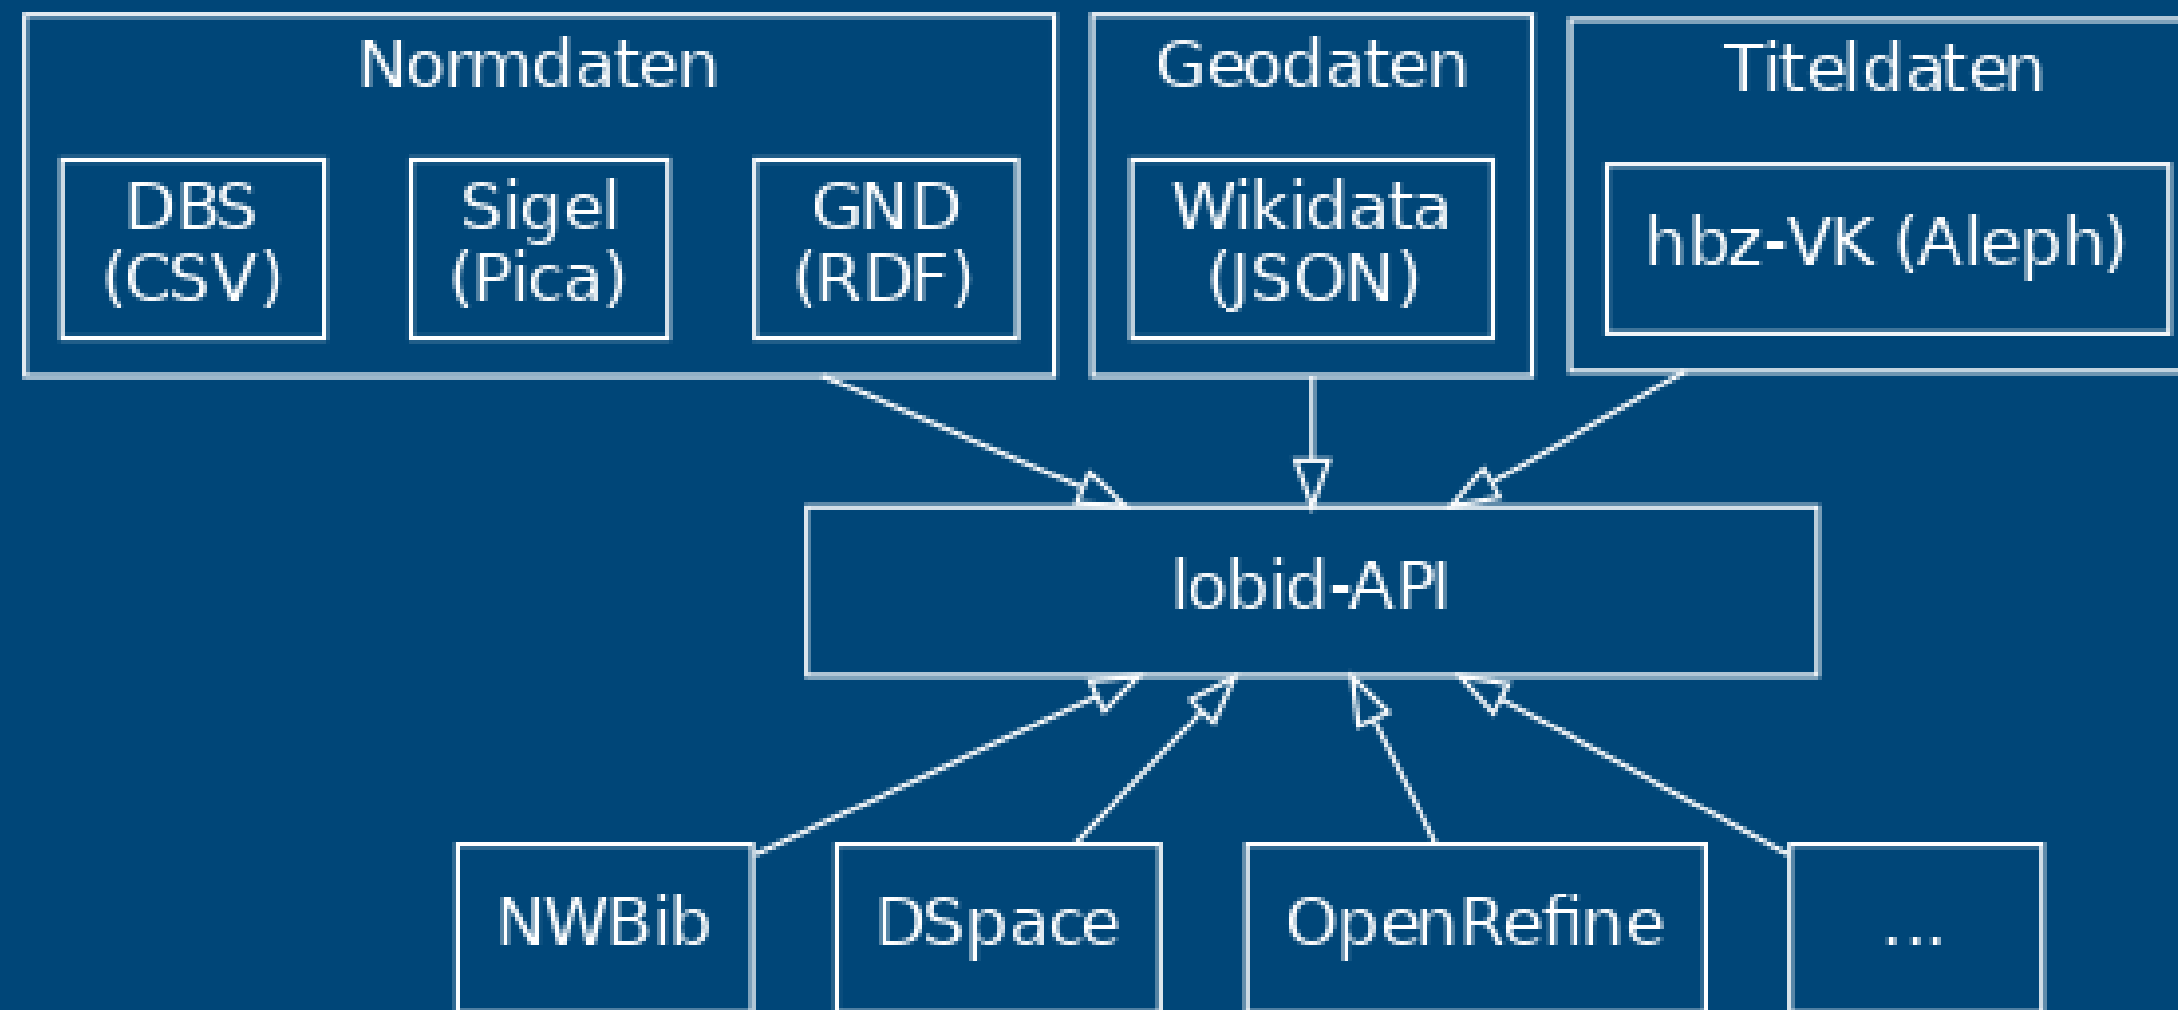 Normdaten
DBS
(CSV)
Sigel
(Pica)
GND
(RDF)
Geodaten
Wikidata
(JSON)
Titeldaten
hbz-VK (Aleph)
lobid-API
NWBib
DSpace
OpenRefine
...